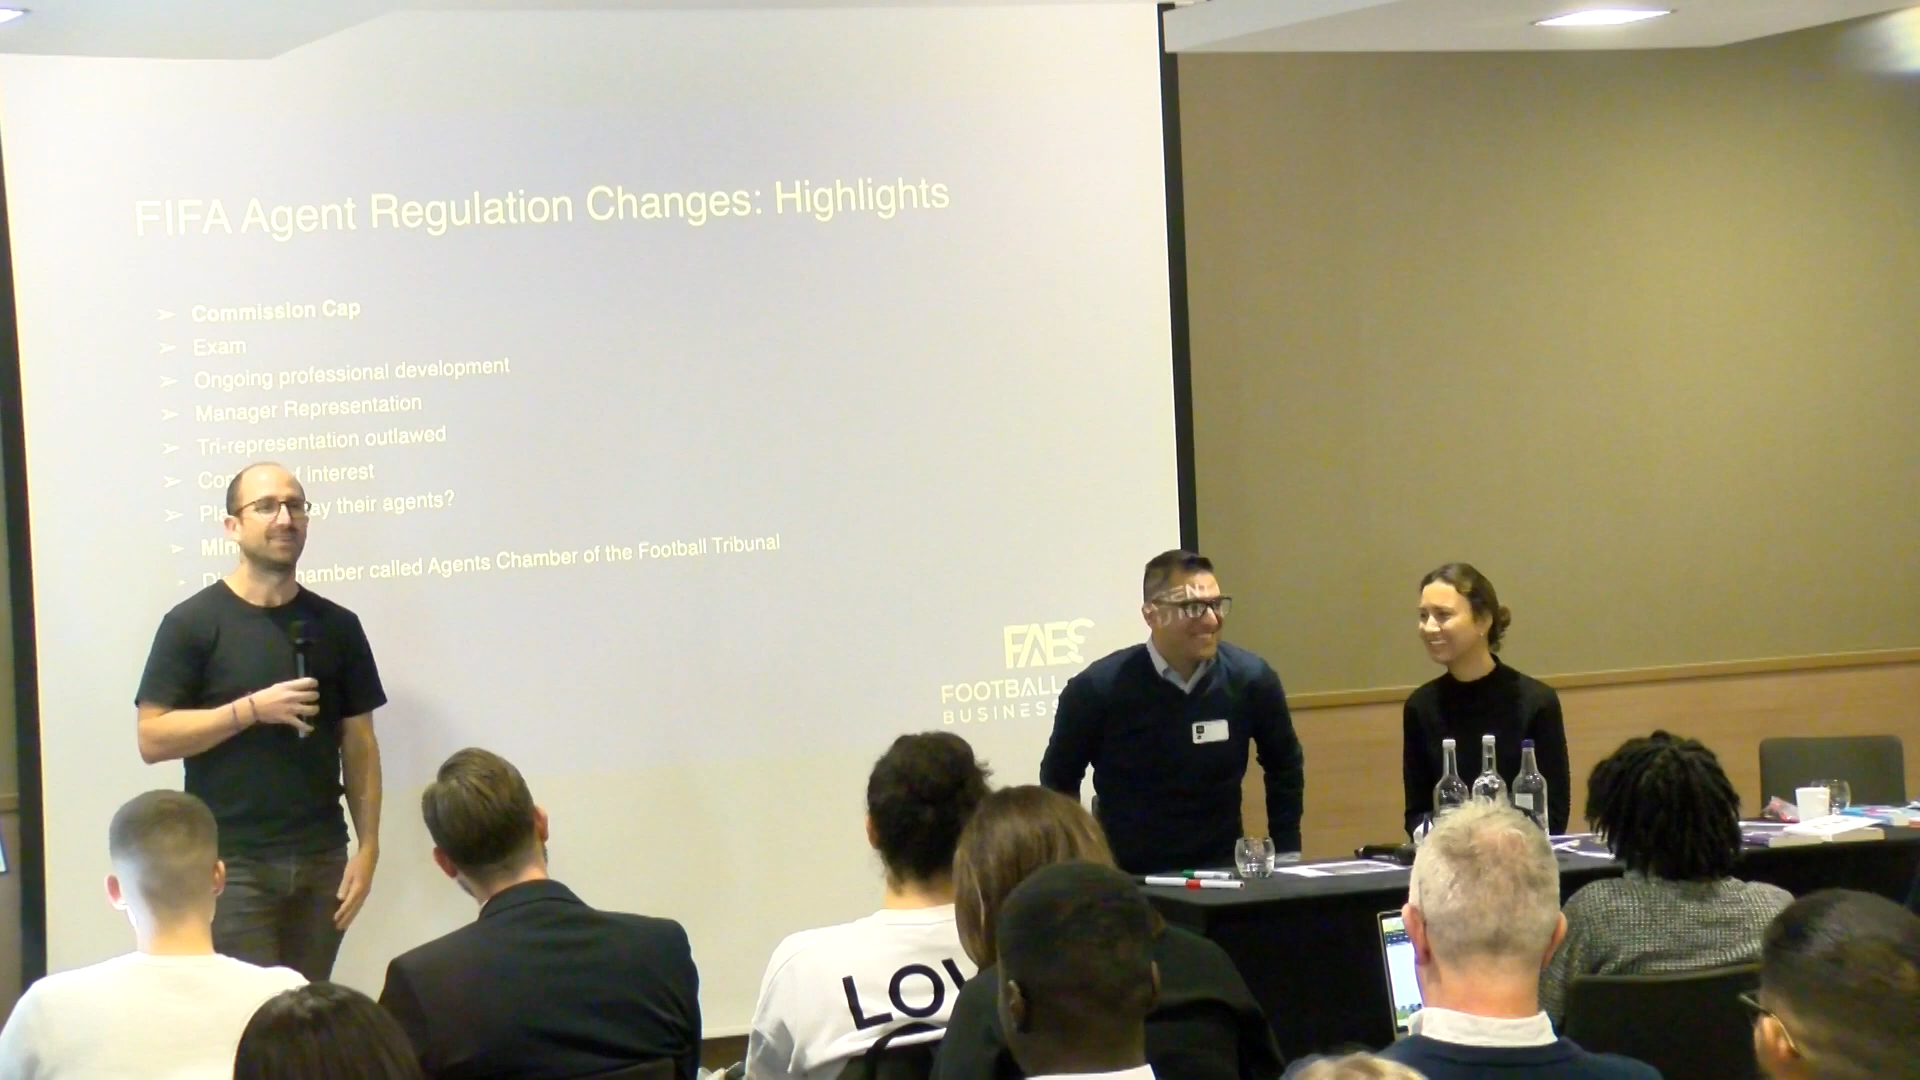 FIFA Agent Regulation Changes: Highlights
➢ Commission Cap
➢ Exam
➢ Ongoing professional development
➢ Manager Representation
➢ Tri-representation outlawed
➢ interest
➢ their agents?
➢
➢ Chamber called Agents Chamber of the Football Tribunal
FOOTBALL
BUSINESS
LOV